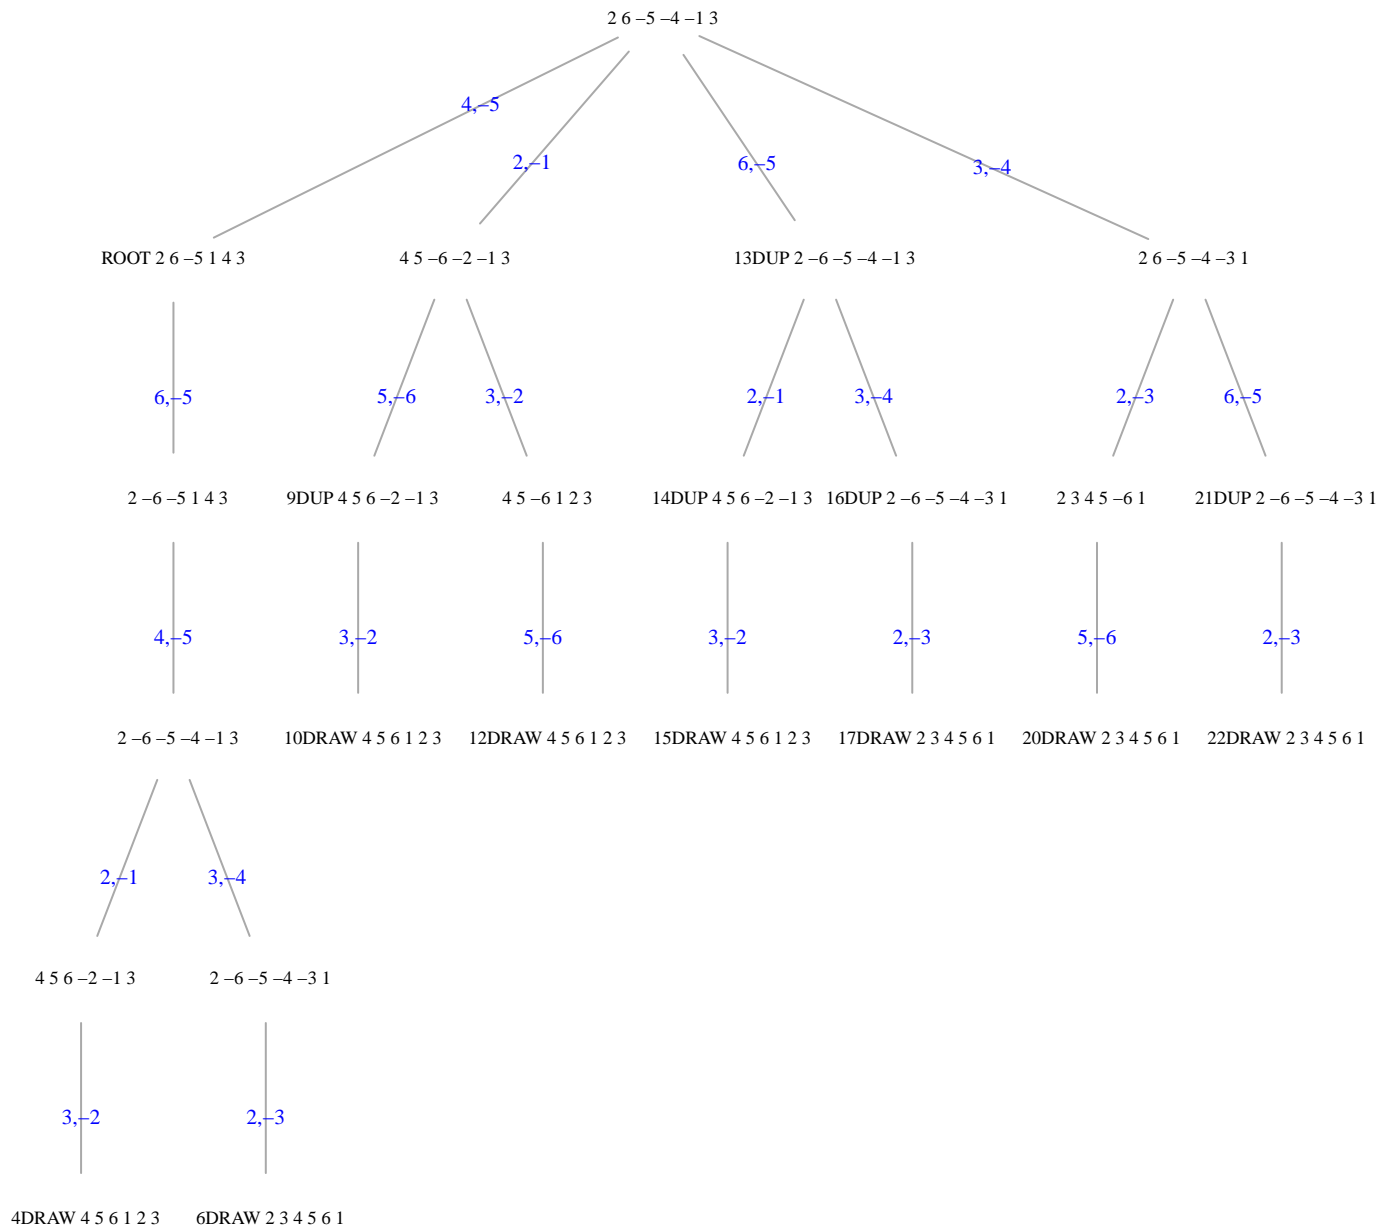 2 6 –5 –4 –1 3
4,–5
2,–1
6,–5
3,–4
ROOT 2 6 –5 1 4 3
4 5 –6 –2 –1 3
13DUP 2 –6 –5 –4 –1 3
2 6 –5 –4 –3 1
6,–5
5,–6
3,–2
2,–1
3,–4
2,–3
6,–5
2 –6 –5 1 4 3
9DUP 4 5 6 –2 –1 3
4 5 –6 1 2 3
14DUP 4 5 6 –2 –1 3
16DUP 2 –6 –5 –4 –3 1
2 3 4 5 –6 1
21DUP 2 –6 –5 –4 –3 1
4,–5
3,–2
5,–6
3,–2
2,–3
5,–6
2,–3
2 –6 –5 –4 –1 3
10DRAW 4 5 6 1 2 3
12DRAW 4 5 6 1 2 3
15DRAW 4 5 6 1 2 3
17DRAW 2 3 4 5 6 1
20DRAW 2 3 4 5 6 1
22DRAW 2 3 4 5 6 1
2,–1
3,–4
4 5 6 –2 –1 3
2 –6 –5 –4 –3 1
3,–2
2,–3
4DRAW 4 5 6 1 2 3
6DRAW 2 3 4 5 6 1